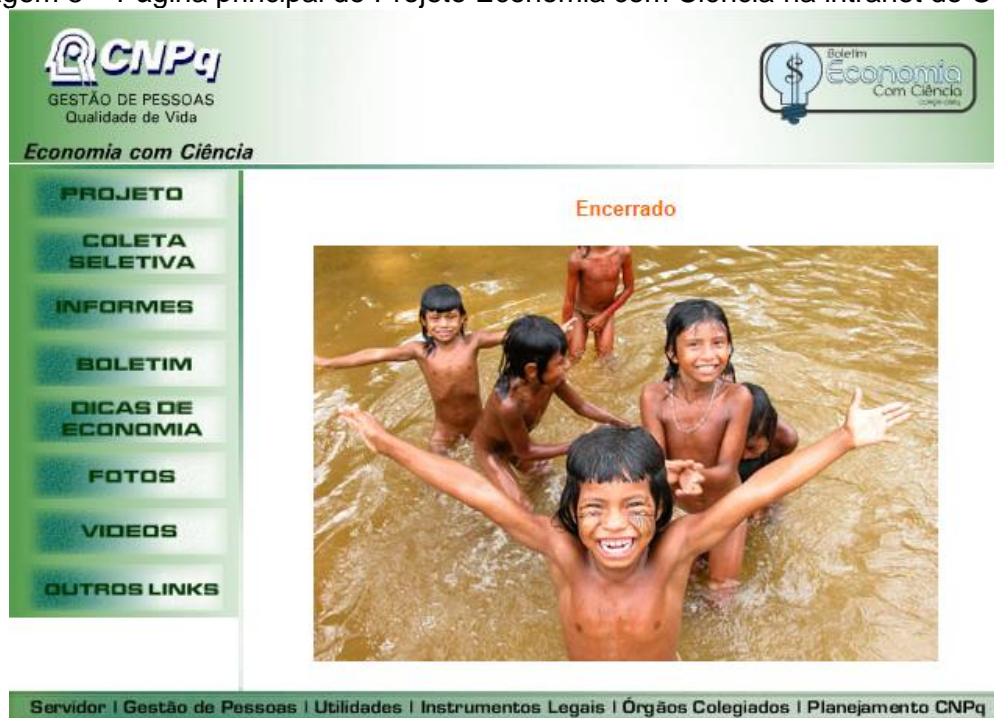 Página principal do Projeto Economia com Ciência na intranet do
CNPq
GESTÃO DE PESSOAS
Qualidade de Vida
Economia com Ciência
Boletim
Economia
Com Ciência
PROJETO
COLETA
SELETIVA
INFORMES
BOLETIM
DICAS DE
ECONOMIA
FOTOS
VIDEOS
OUTROS LINKS
Encerrado
Servidor | Gestão de Pessoas | Utilidades | Instrumentos Legais | Órgãos Colegiados | Planejamento CNPq